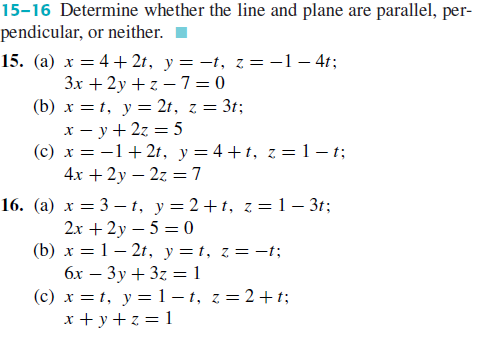 15–16 Determine whether the line and plane are parallel, per-
pendicular, or neither. ■
15. (a) x = 4 + 2t, y = −t, z = −1 − 4t;
3x + 2y + z − 7 = 0
(b) x = t, y = 2t, z = 3t;
x − y + 2z = 5
(c) x = −1 + 2t, y = 4 + t, z = 1 − t;
4x + 2y − 2z = 7
16. (a) x = 3 − t, y = 2 + t, z = 1 − 3t;
2x + 2y − 5 = 0
(b) x = 1 − 2t, y = t, z = −t;
6x − 3y + 3z = 1
(c) x = t, y = 1 − t, z = 2 + t;
x + y + z = 1